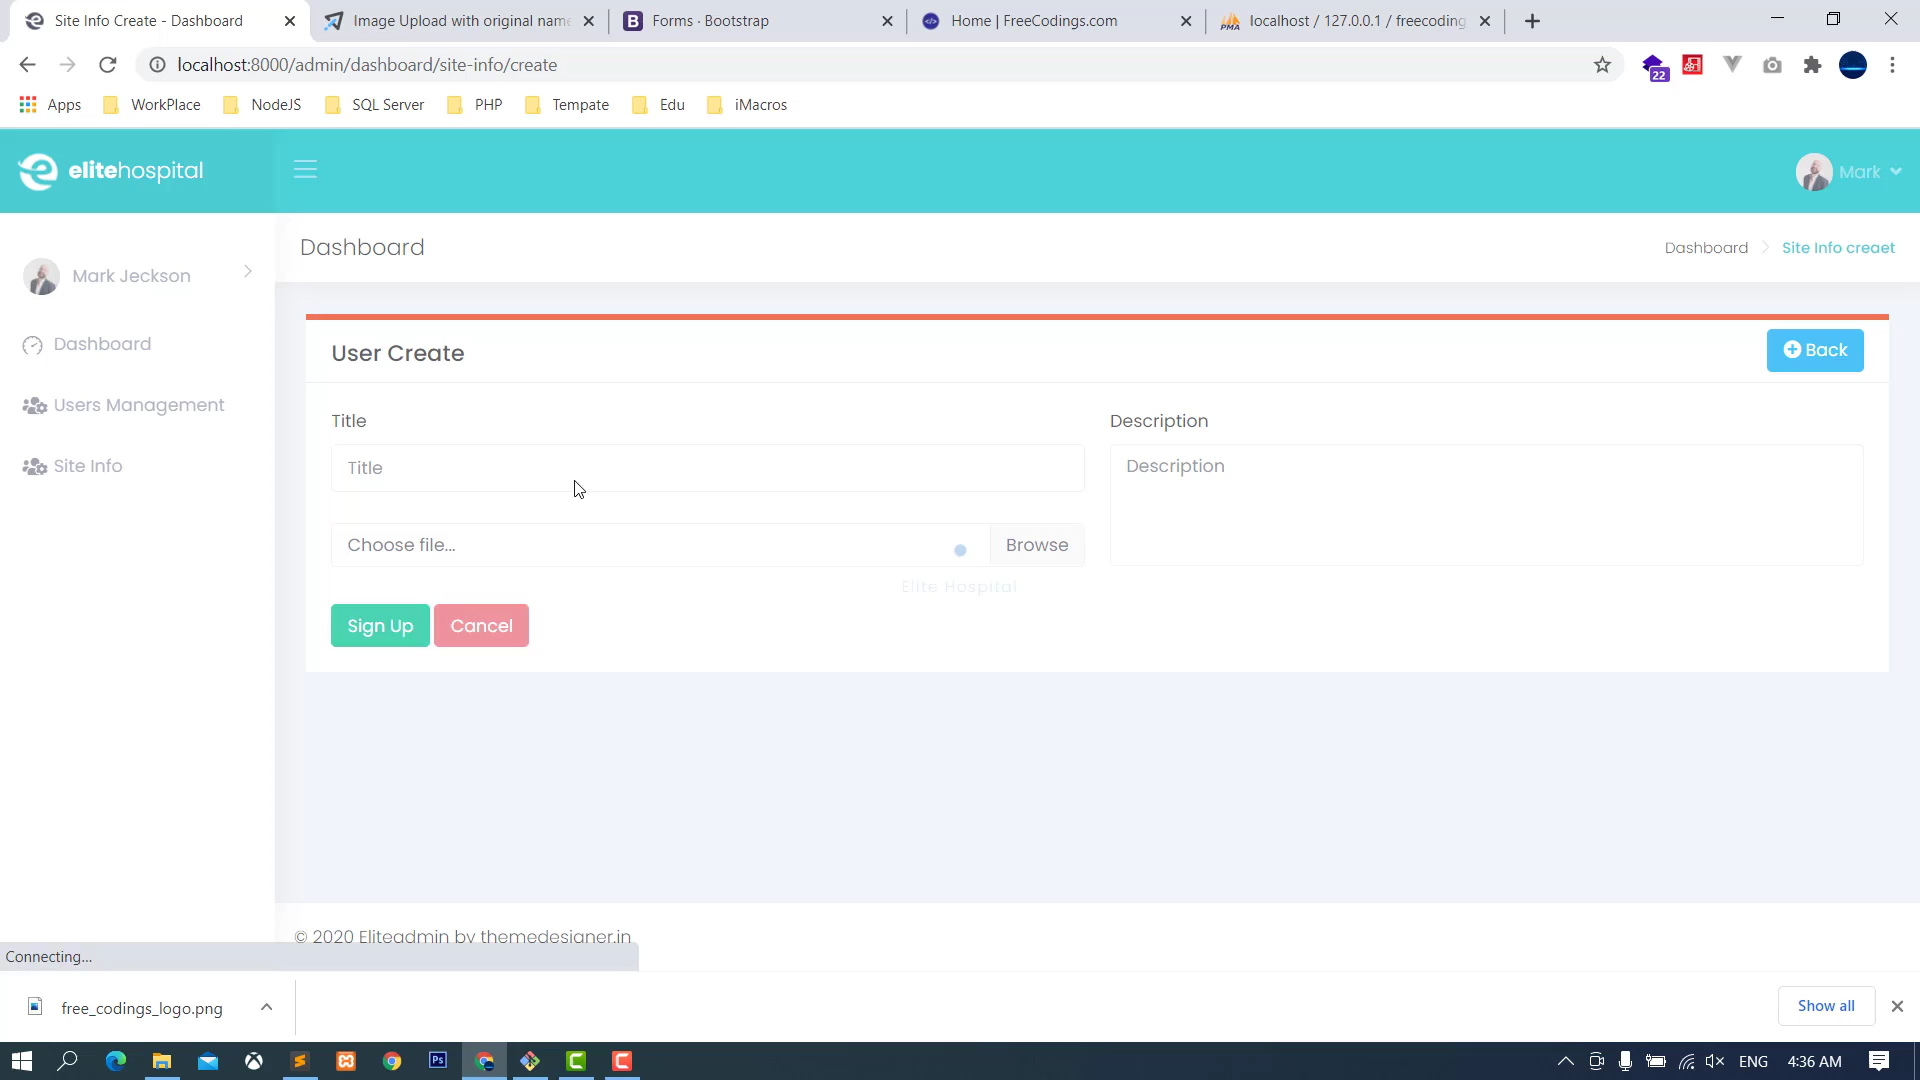 Site Info Create - Dashboard
Image Upload with original name
Forms · Bootstrap
Home | FreeCodings.com
localhost / 127.0.0.1 / freecoding
localhost:8000/admin/dashboard/site-info/create
22
Apps
WorkPlace
NodeJS
SQL Server
PHP
Tempate
Edu
iMacros
elitehospital
Mark
Dashboard
Dashboard
Site Info creaet
Mark Jeckson
Dashboard
Users Management
Site Info
User Create
Back
Title
Description
Title
Description
Choose file...
Browse
Elite Hospital
Sign Up
Cancel
© 2020 Eliteadmin by themedesigner.in
Connecting...
free_codings_logo.png
Show all
ENG
4:36 AM